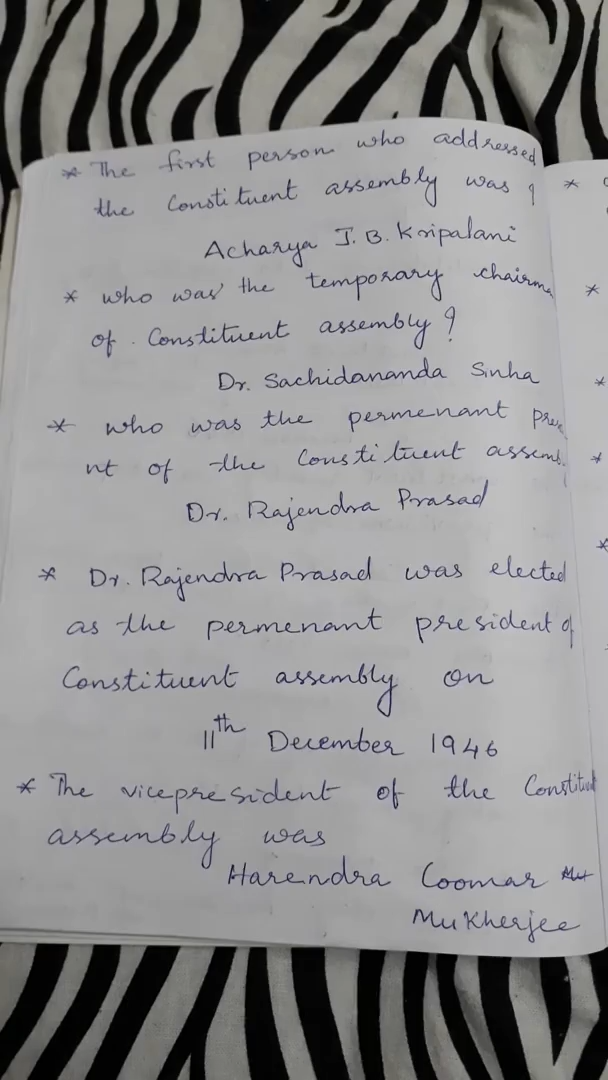 * The first person who addressed
the Constituent assembly was ?
Acharya J. B. Kripalani
* who was the temporary chairma
of . Constituent assembly ?
Dr. Sachidananda Sinha
* who was the permenant pre
nt of the Constituent assemb
Dr. Rajendra Prasad
* Dr. Rajendra Prasad was elected
as the permenant president of
Constituent assembly on
11th December 1946
* The vicepresident of the Constitu
assembly was
Harendra Coomar
Mukherjee